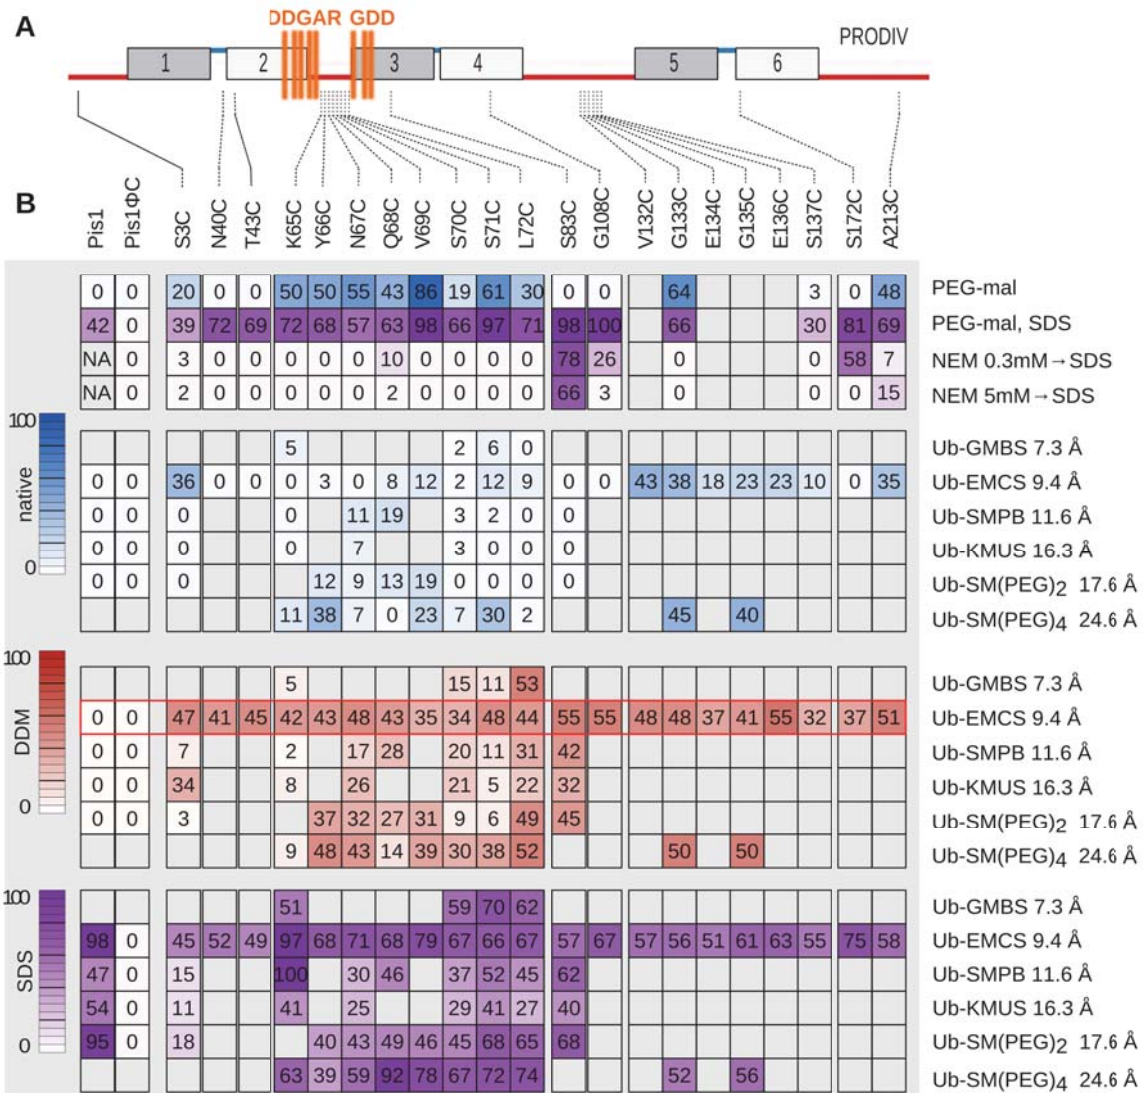 A
DDGAR GDD
PRODIV
1 2 3 4 5 6
B
Pis1 Pis1ΦC S3C N40C T43C K65C Y66C N67C Q68C V69C S70C S71C L72C S83C G108C V132C G133C E134C G135C E136C S137C S172C A213C
0 0 20 0 0 50 50 55 43 86 19 61 30 0 0 64 3 0 48 PEG-mal
42 0 39 72 69 72 68 57 63 98 66 97 71 98 100 66 30 81 69 PEG-mal, SDS
NA 0 3 0 0 0 0 0 10 0 0 0 0 78 26 0 0 58 7 NEM 0.3mM→SDS
NA 0 2 0 0 0 0 0 2 0 0 0 0 66 3 0 0 0 15 NEM 5mM→SDS
100
native
0
5 2 6 0 Ub-GMBS 7.3 Å
0 0 36 0 0 0 3 0 8 12 2 12 9 0 0 43 38 18 23 23 10 0 35 Ub-EMCS 9.4 Å
0 0 0 0 11 19 3 2 0 0 Ub-SMPB 11.6 Å
0 0 0 0 7 3 0 0 0 Ub-KMUS 16.3 Å
0 0 0 12 9 13 19 0 0 0 0 Ub-SM(PEG)2 17.6 Å
11 38 7 0 23 7 30 2 45 40 Ub-SM(PEG)4 24.6 Å
100
DDM
0
5 15 11 53 Ub-GMBS 7.3 Å
0 0 47 41 45 42 43 48 43 35 34 48 44 55 55 48 48 37 41 55 32 37 51 Ub-EMCS 9.4 Å
0 0 7 2 17 28 20 11 31 42 Ub-SMPB 11.6 Å
0 0 34 8 26 21 5 22 32 Ub-KMUS 16.3 Å
0 0 3 37 32 27 31 9 6 49 45 Ub-SM(PEG)2 17.6 Å
9 48 43 14 39 30 38 52 50 50 Ub-SM(PEG)4 24.6 Å
100
SDS
0
51 59 70 62 Ub-GMBS 7.3 Å
98 0 45 52 49 97 68 71 68 79 67 66 67 57 67 57 56 51 61 63 55 75 58 Ub-EMCS 9.4 Å
47 0 15 100 30 46 37 52 45 62 Ub-SMPB 11.6 Å
54 0 11 41 25 29 41 27 40 Ub-KMUS 16.3 Å
95 0 18 40 43 49 46 45 68 65 68 Ub-SM(PEG)2 17.6 Å
63 39 59 92 78 67 72 74 52 56 Ub-SM(PEG)4 24.6 Å